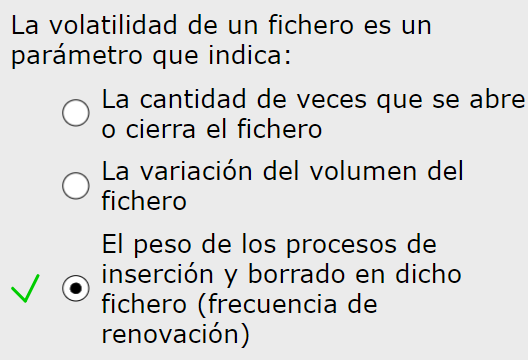 La volatilidad de un fichero es un
parámetro que indica:
La cantidad de veces que se abre
o cierra el fichero
La variación del volumen del
fichero
El peso de los procesos de
inserción y borrado en dicho
fichero (frecuencia de
renovación)